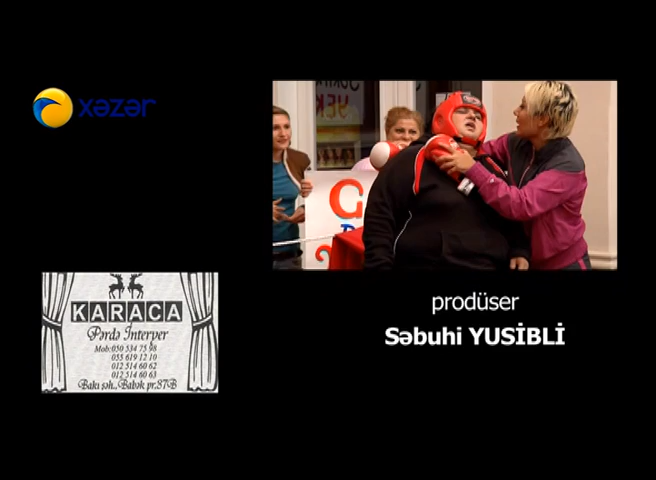 xəzər
YER
G
KARACA
Pərdə İnteryer
Mob:050 534 75 98
055 619 12 10
012 514 60 62
012 514 60 63
Bakı şəh., Babək pr.87B
prodüser
Səbuhi YUSİBLİ